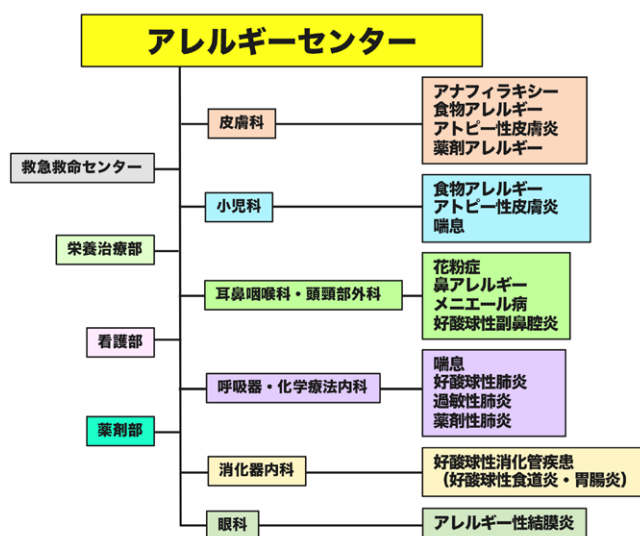 アレルギーセンター
皮膚科
アナフィラキシー
食物アレルギー
アトピー性皮膚炎
薬剤アレルギー
救急救命センター
小児科
食物アレルギー
アトピー性皮膚炎
喘息
栄養治療部
耳鼻咽喉科・頭頸部外科
花粉症
鼻アレルギー
メニエール病
好酸球性副鼻腔炎
看護部
呼吸器・化学療法内科
喘息
好酸球性肺炎
過敏性肺炎
薬剤性肺炎
薬剤部
消化器内科
好酸球性消化管疾患
（好酸球性食道炎・胃腸炎）
眼科
アレルギー性結膜炎